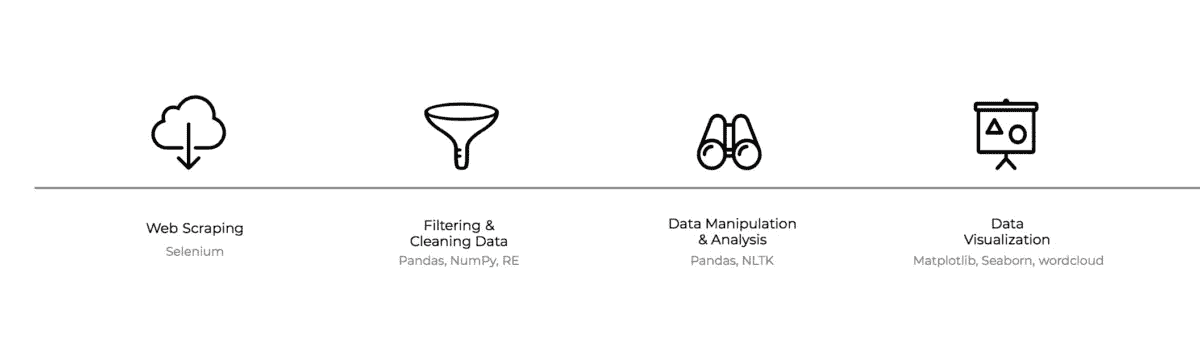 Web Scraping
Selenium
Filtering &
Cleaning Data
Pandas, NumPy, RE
Data Manipulation
& Analysis
Pandas, NLTK
Data
Visualization
Matplotlib, Seaborn, wordcloud